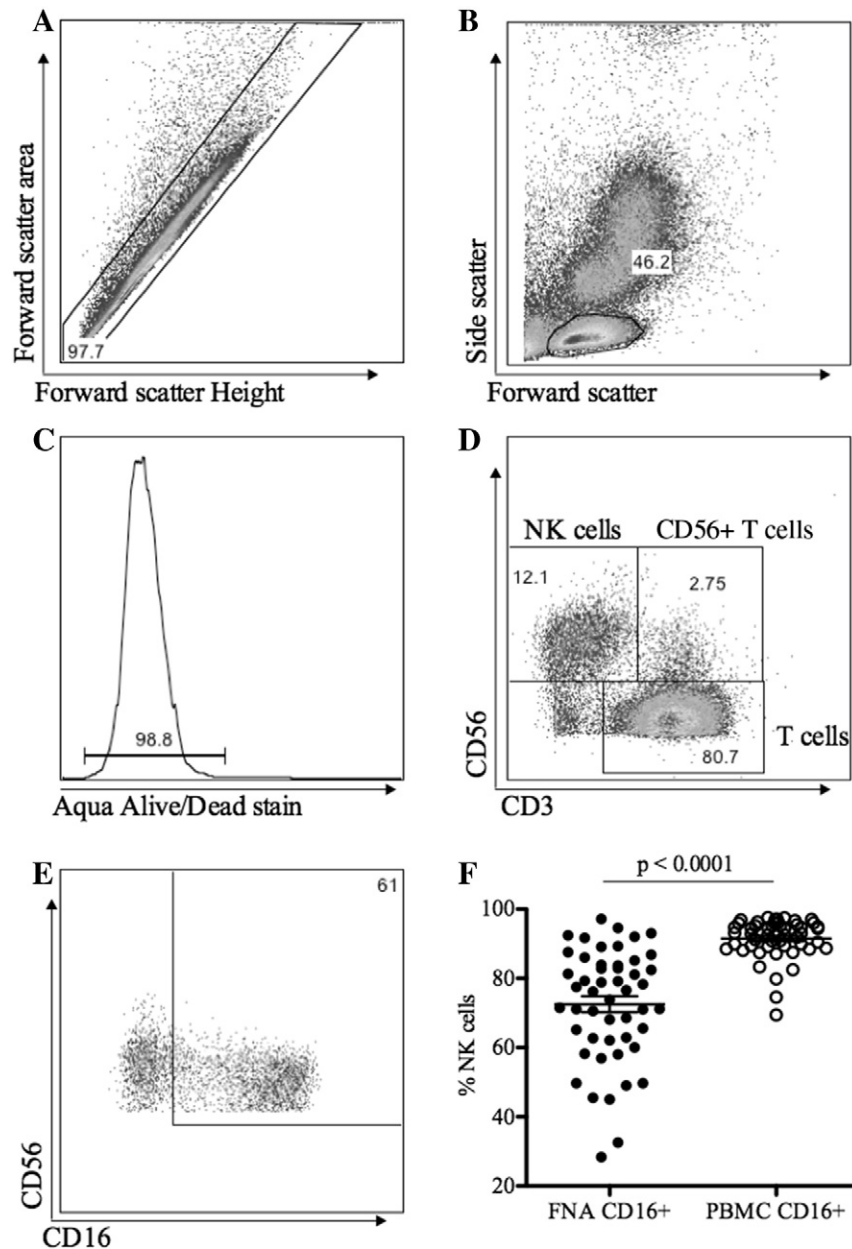 A
Forward scatter area
97.7
Forward scatter Height
B
Side scatter
46.2
Forward scatter
C
98.8
Aqua Alive/Dead stain
D
NK cells
CD56+ T cells
12.1
2.75
CD56
T cells
80.7
CD3
E
61
CD56
CD16
F
p < 0.0001
100
80
60
40
20
% NK cells
FNA CD16+
PBMC CD16+